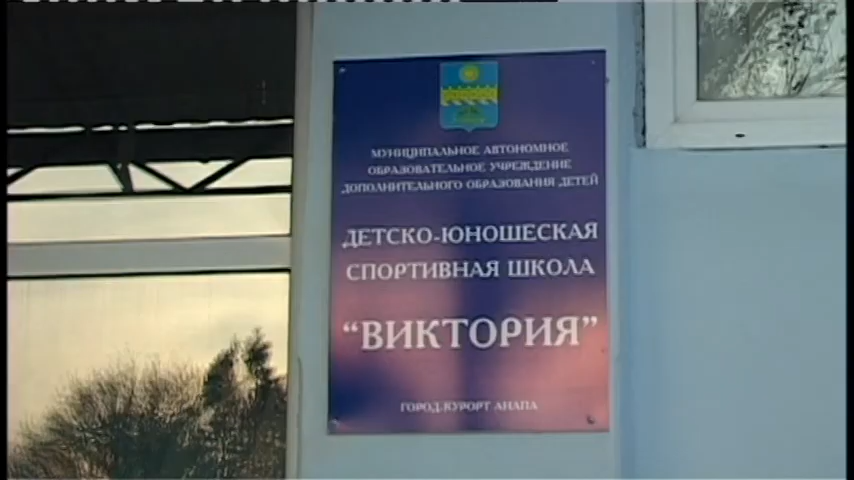 МУНИЦИПАЛЬНОЕ АВТОНОМНОЕ
ОБРАЗОВАТЕЛЬНОЕ УЧРЕЖДЕНИЕ
ДОПОЛНИТЕЛЬНОГО ОБРАЗОВАНИЯ ДЕТЕЙ
ДЕТСКО-ЮНОШЕСКАЯ
СПОРТИВНАЯ ШКОЛА
“ВИКТОРИЯ”
ГОРОД-КУРОРТ АНАПА